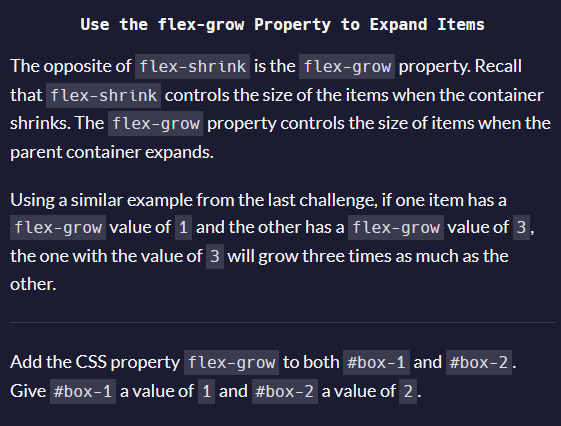 Use the flex-grow Property to Expand Items
The opposite of flex-shrink is the flex-grow property. Recall
that flex-shrink controls the size of the items when the container
shrinks. The flex-grow property controls the size of items when the
parent container expands.
Using a similar example from the last challenge, if one item has a
flex-grow value of 1 and the other has a flex-grow value of 3,
the one with the value of 3 will grow three times as much as the
other.
Add the CSS property flex-grow to both #box-1 and #box-2.
Give #box-1 a value of 1 and #box-2 a value of 2.